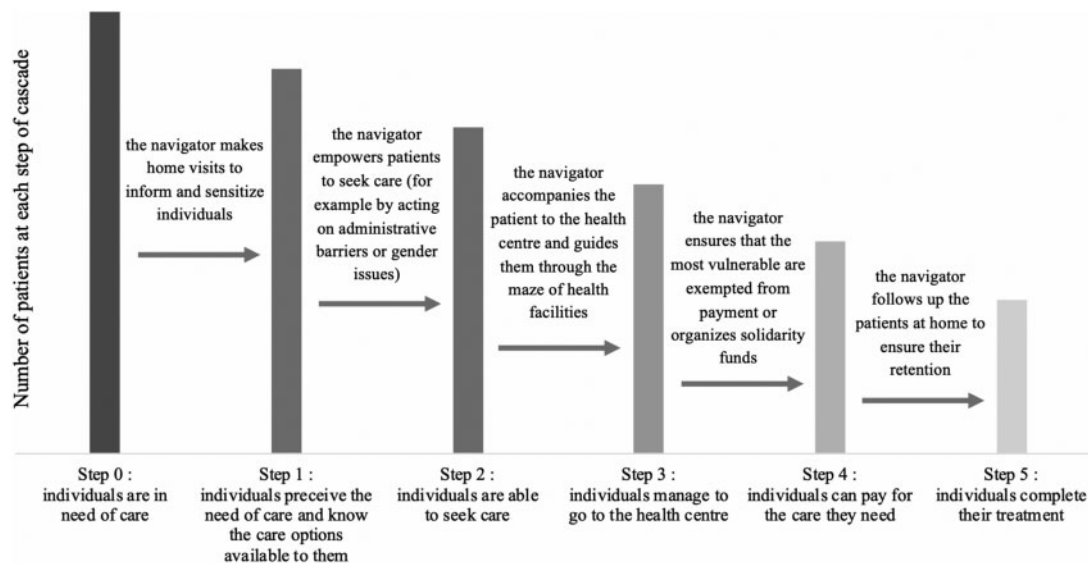 Number of patients at each step of cascade
the navigator makes
home visits to
inform and sensitize
individuals
the navigator
empowers patients
to seek care (for
example by acting
on administrative
barriers or gender
issues)
the navigator
accompanies the
patient to the health
centre and guides
them through the
maze of health
facilities
the navigator
ensures that the
most vulnerable are
exempted from
payment or
organizes solidarity
funds
the navigator
follows up the
patients at home to
ensure their
retention
Step 0 :
individuals are in
need of care
Step 1 :
individuals preceive the
need of care and know
the care options
available to them
Step 2 :
individuals are able
to seek care
Step 3 :
individuals manage to
go to the health centre
Step 4 :
individuals can pay for
the care they need
Step 5 :
individuals complete
their treatment